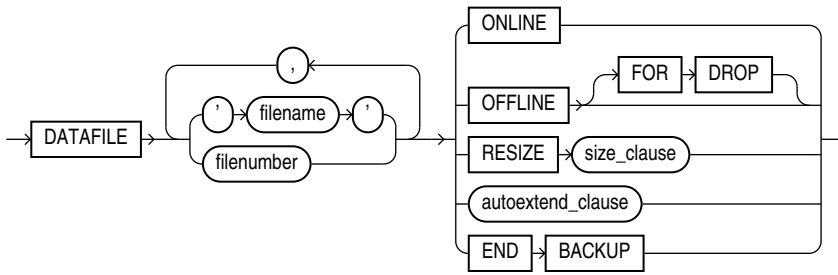 ONLINE
,
FOR DROP
' filename '
OFFLINE
DATAFILE
filenumber
RESIZE size_clause
autoextend_clause
END BACKUP